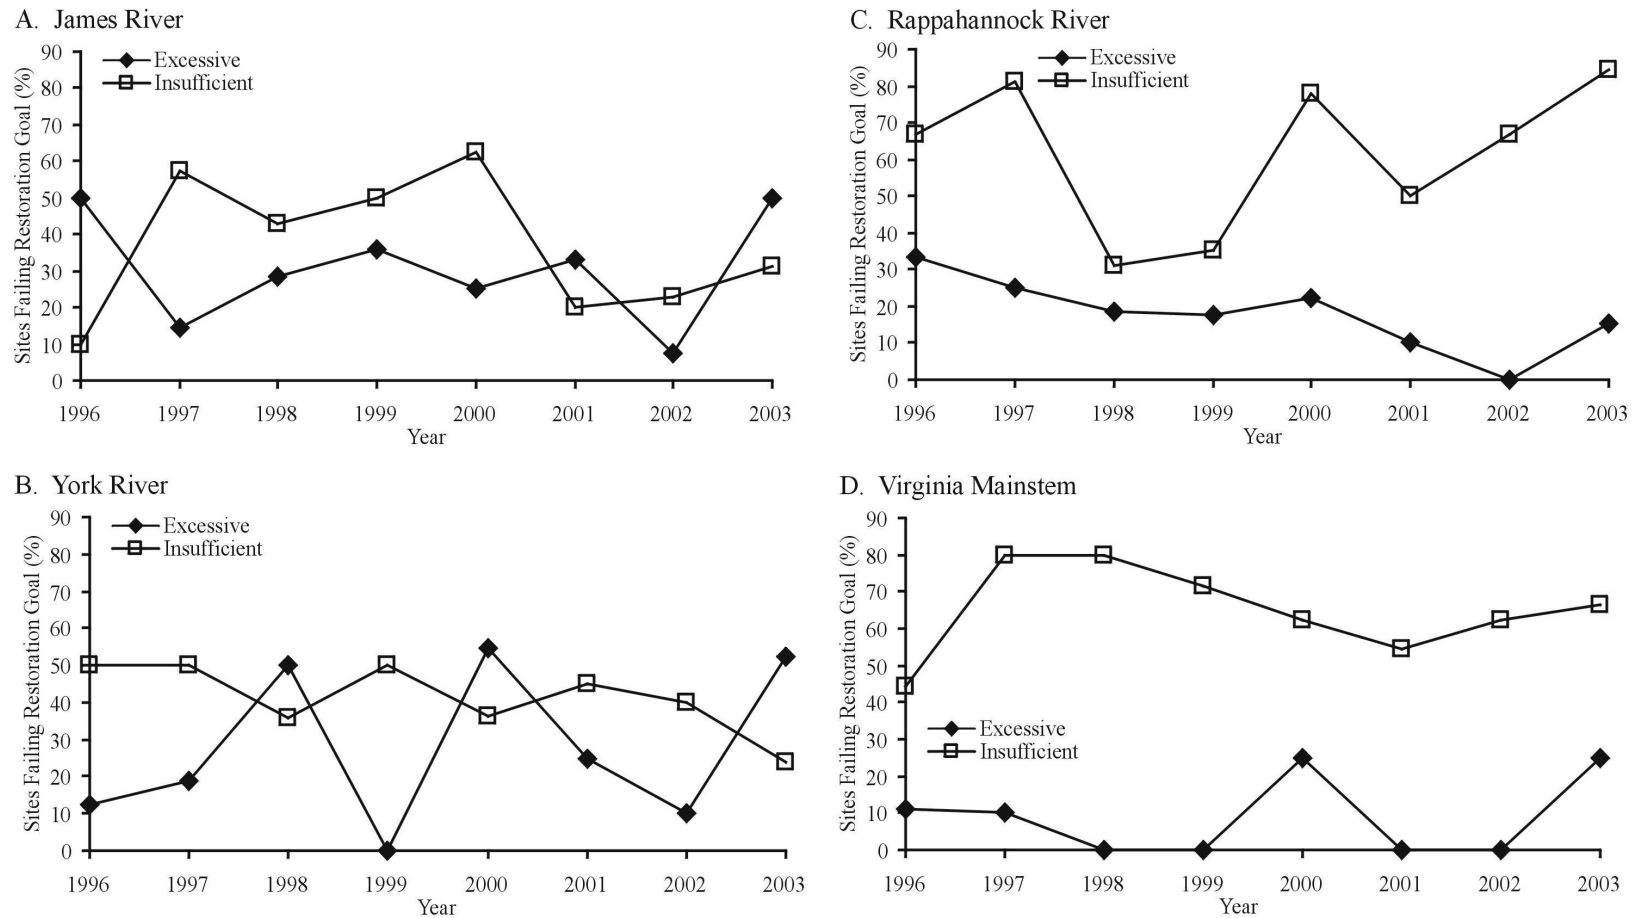 A. James River
Excessive
Insufficient
Sites Failing Restoration Goal (%)
90
80
70
60
50
40
30
20
10
0
1996 1997 1998 1999 2000 2001 2002 2003
Year
C. Rappahannock River
Excessive
Insufficient
Sites Failing Restoration Goal (%)
90
80
70
60
50
40
30
20
10
0
1996 1997 1998 1999 2000 2001 2002 2003
Year
B. York River
Excessive
Insufficient
Sites Failing Restoration Goal (%)
90
80
70
60
50
40
30
20
10
0
1996 1997 1998 1999 2000 2001 2002 2003
Year
D. Virginia Mainstem
Sites Failing Restoration Goal (%)
90
80
70
60
50
40
30
20
10
0
Excessive
Insufficient
1996 1997 1998 1999 2000 2001 2002 2003
Year